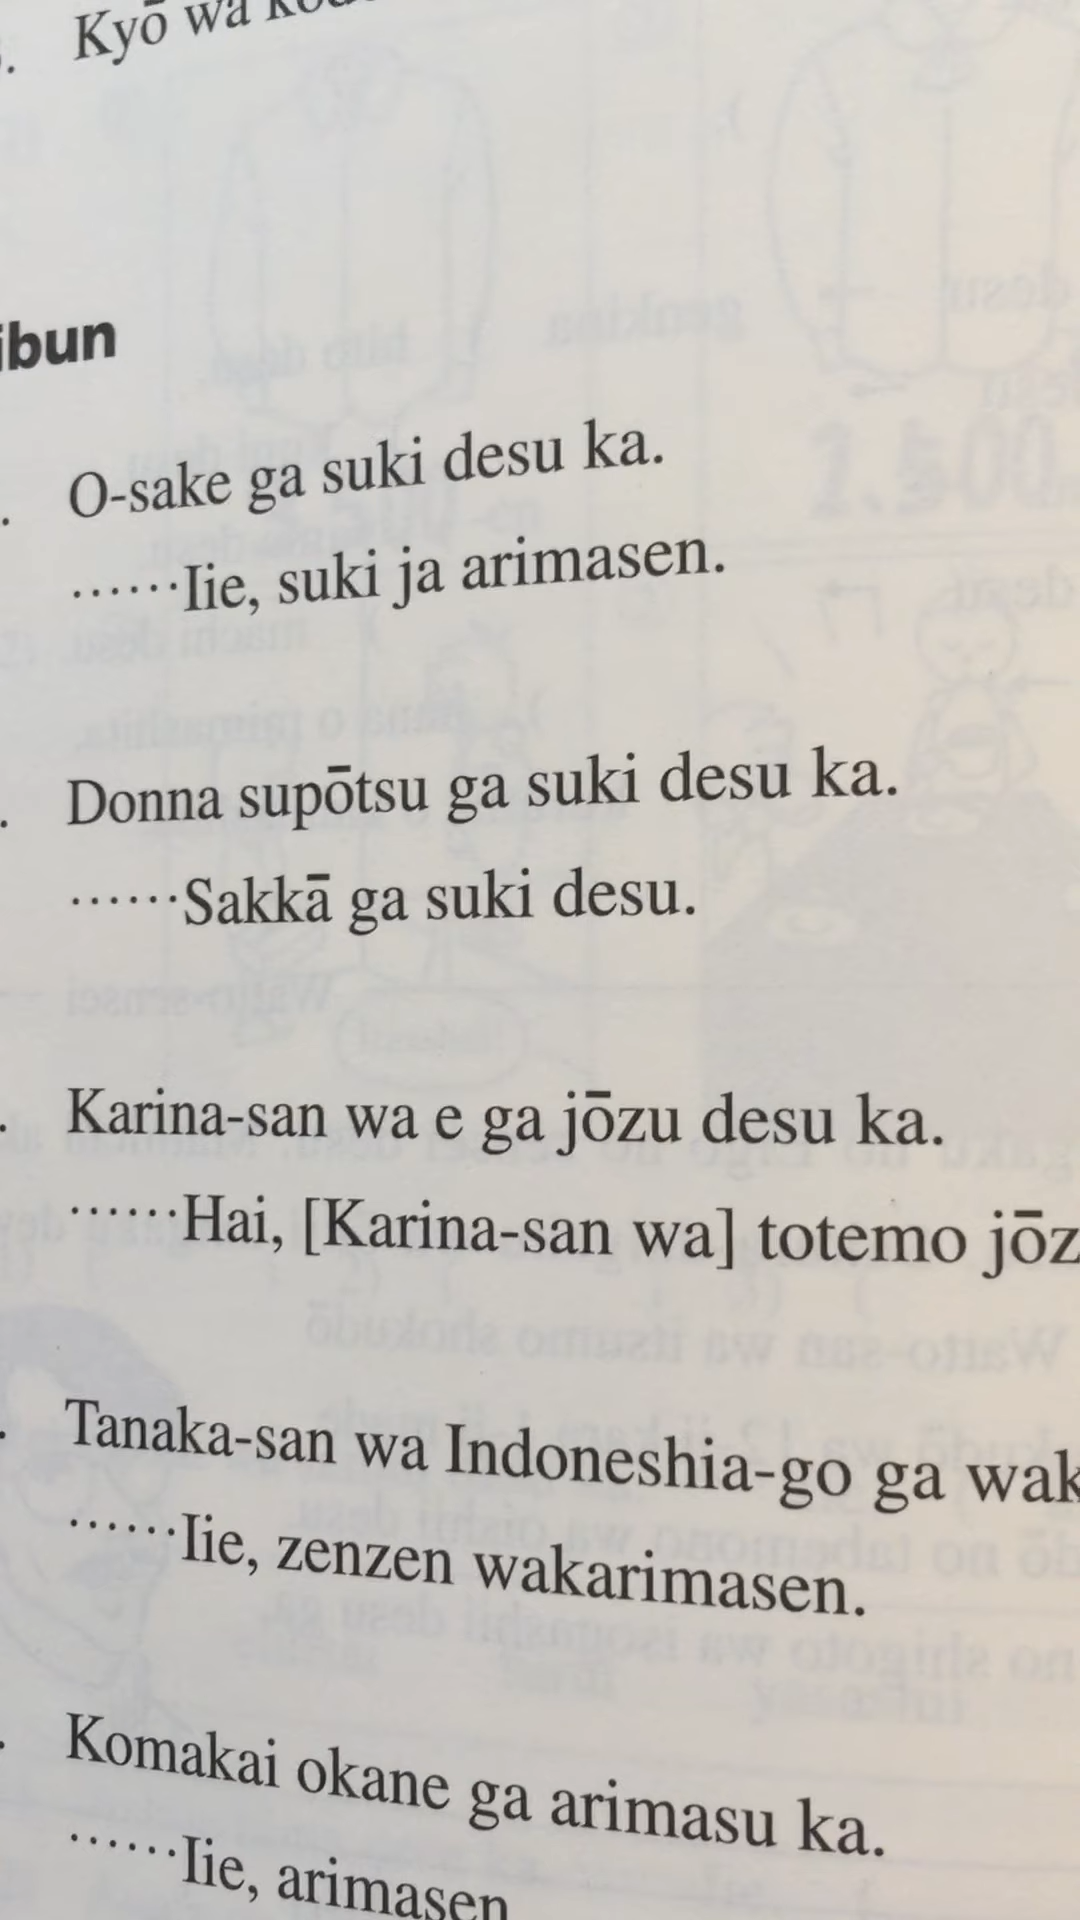 Kyō wa
ibun
O-sake ga suki desu ka.
······Iie, suki ja arimasen.
Donna supōtsu ga suki desu ka.
······Sakkā ga suki desu.
Karina-san wa e ga jōzu desu ka.
······Hai, [Karina-san wa] totemo jōz
Tanaka-san wa Indoneshia-go ga wak
······Iie, zenzen wakarimasen.
Komakai okane ga arimasu ka.
······Iie, arimasen